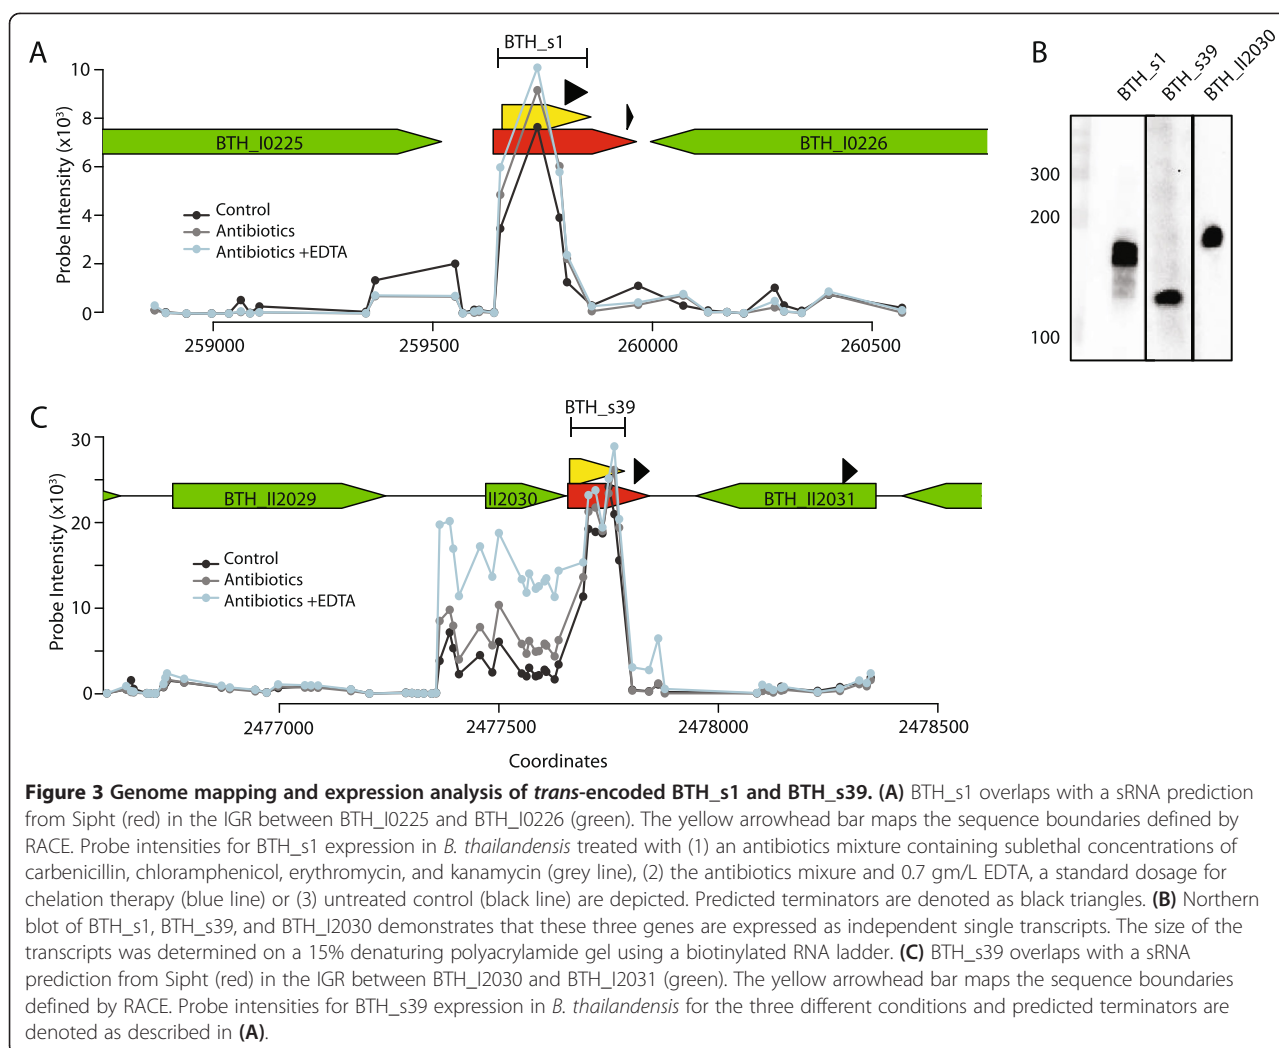 A
BTH_s1
Probe Intensity (x10³)
10
8
6
4
2
0
BTH_I0225
BTH_I0226
Control
Antibiotics
Antibiotics +EDTA
259000
259500
260000
260500
B
BTH_s1
BTH_s39
BTH_II2030
300
200
100
C
BTH_s39
Probe Intensity (x10³)
30
20
10
0
BTH_II2029
II2030
BTH_II2031
Control
Antibiotics
Antibiotics +EDTA
2477000
2477500
2478000
2478500
Coordinates
Figure 3 Genome mapping and expression analysis of trans-encoded BTH_s1 and BTH_s39. (A) BTH_s1 overlaps with a sRNA prediction
from Sipht (red) in the IGR between BTH_I0225 and BTH_I0226 (green). The yellow arrowhead bar maps the sequence boundaries defined by
RACE. Probe intensities for BTH_s1 expression in B. thailandensis treated with (1) an antibiotics mixture containing sublethal concentrations of
carbenicillin, chloramphenicol, erythromycin, and kanamycin (grey line), (2) the antibiotics mixure and 0.7 gm/L EDTA, a standard dosage for
chelation therapy (blue line) or (3) untreated control (black line) are depicted. Predicted terminators are denoted as black triangles. (B) Northern
blot of BTH_s1, BTH_s39, and BTH_I2030 demonstrates that these three genes are expressed as independent single transcripts. The size of the
transcripts was determined on a 15% denaturing polyacrylamide gel using a biotinylated RNA ladder. (C) BTH_s39 overlaps with a sRNA
prediction from Sipht (red) in the IGR between BTH_I2030 and BTH_I2031 (green). The yellow arrowhead bar maps the sequence boundaries
defined by RACE. Probe intensities for BTH_s39 expression in B. thailandensis for the three different conditions and predicted terminators are
denoted as described in (A).